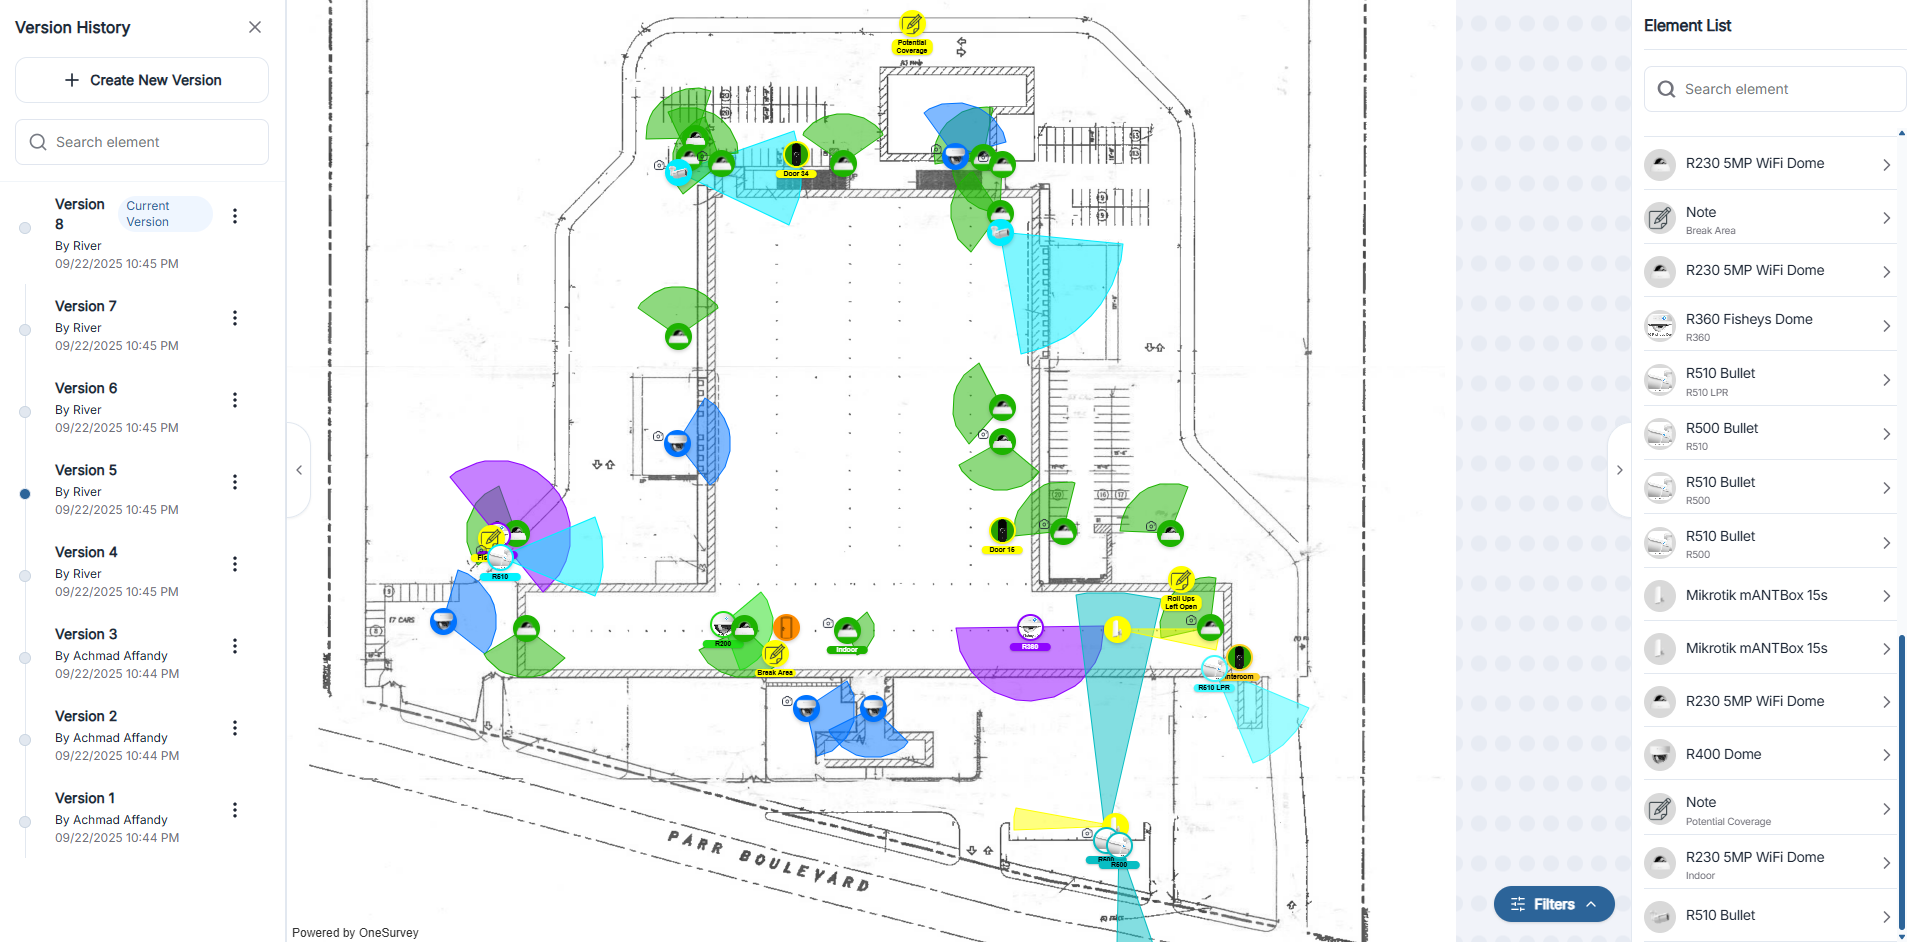 Version History
Create New Version
Search element
Version 8
Current Version
By River
09/22/2025 10:45 PM
Version 7
By River
09/22/2025 10:45 PM
Version 6
By River
09/22/2025 10:45 PM
Version 5
By River
09/22/2025 10:45 PM
Version 4
By River
09/22/2025 10:45 PM
Version 3
By Achmad Affandy
09/22/2025 10:44 PM
Version 2
By Achmad Affandy
09/22/2025 10:44 PM
Version 1
By Achmad Affandy
09/22/2025 10:44 PM
Potential
Coverage
Door 34
Door 16
R510
Roll Ups
Left Open
17 CARS
R200
Indoor
Break Area
R360
R510 LPR
R500
R500
PARR BOULEVARD
Powered by OneSurvey
Filters
Element List
Search element
R230 5MP WiFi Dome
Note
Break Area
R230 5MP WiFi Dome
R360 Fisheys Dome
R360
R510 Bullet
R510 LPR
R500 Bullet
R510
R510 Bullet
R500
R510 Bullet
R500
Mikrotik mANTBox 15s
Mikrotik mANTBox 15s
R230 5MP WiFi Dome
R400 Dome
Note
Potential Coverage
R230 5MP WiFi Dome
Indoor
R510 Bullet